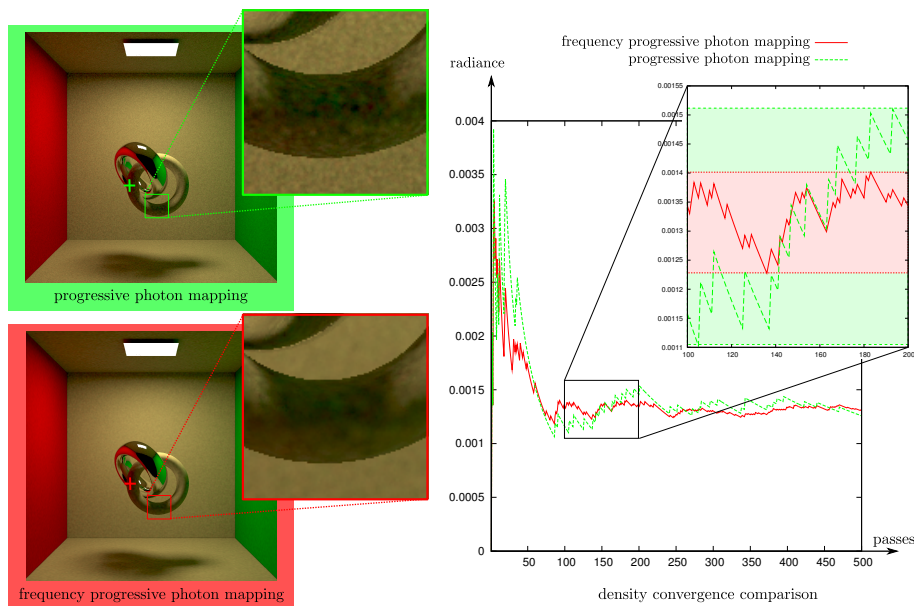 progressive photon mapping
frequency progressive photon mapping
frequency progressive photon mapping
progressive photon mapping
radiance
0.004
0.0035
0.003
0.0025
0.002
0.0015
0.001
0.0005
0
50 100 150 200 250 300 350 400 450 500
passes
0.00155
0.0015
0.00145
0.0014
0.00135
0.0013
0.00125
0.0012
0.00115
0.0011
100 120 140 160 180 200
density convergence comparison